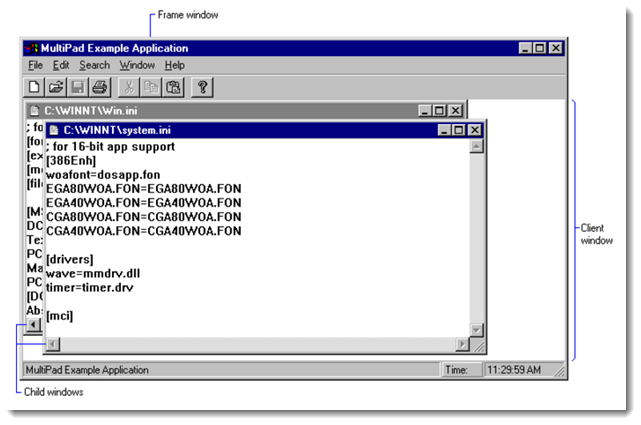 Frame window
MultiPad Example Application
File Edit Search Window Help
C:\WINNT\Win.ini
; fo
C:\WINNT\system.ini
; for 16-bit app support
[386Enh]
woafont=dosapp.font
EGA80WOA.FON=EGA80WOA.FON
EGA40WOA.FON=EGA40WOA.FON
CGA80WOA.FON=CGA80WOA.FON
CGA40WOA.FON=CGA40WOA.FON
[drivers]
wave=mmdrv.dll
timer=timer.drv
[mci]
[fo
[ex
[m
[file
[MS
DC
Te
PC
Ma
PC
[DC
Ab
Client
window
MultiPad Example Application
Time:
11:29:59 AM
Child windows